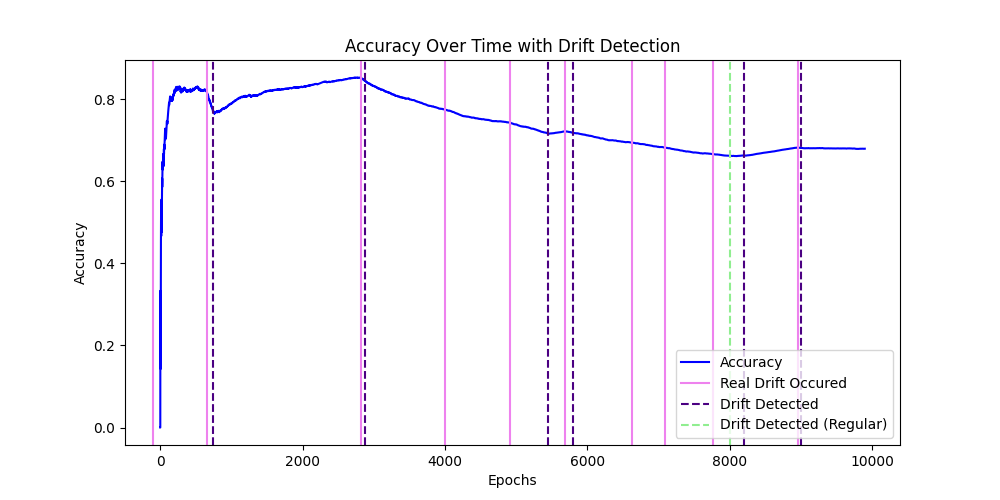 Accuracy Over Time with Drift Detection
0.8
0.6
0.4
0.2
0.0
Accuracy
Accuracy
Real Drift Occured
Drift Detected
Drift Detected (Regular)
0 2000 4000 6000 8000 10000
Epochs